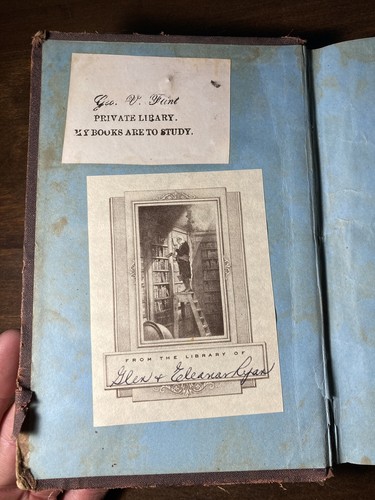 Geo. V. Flint
PRIVATE LIBRARY.
MY BOOKS ARE TO STUDY.
FROM THE LIBRARY OF
Glen + Eleanor Ryan